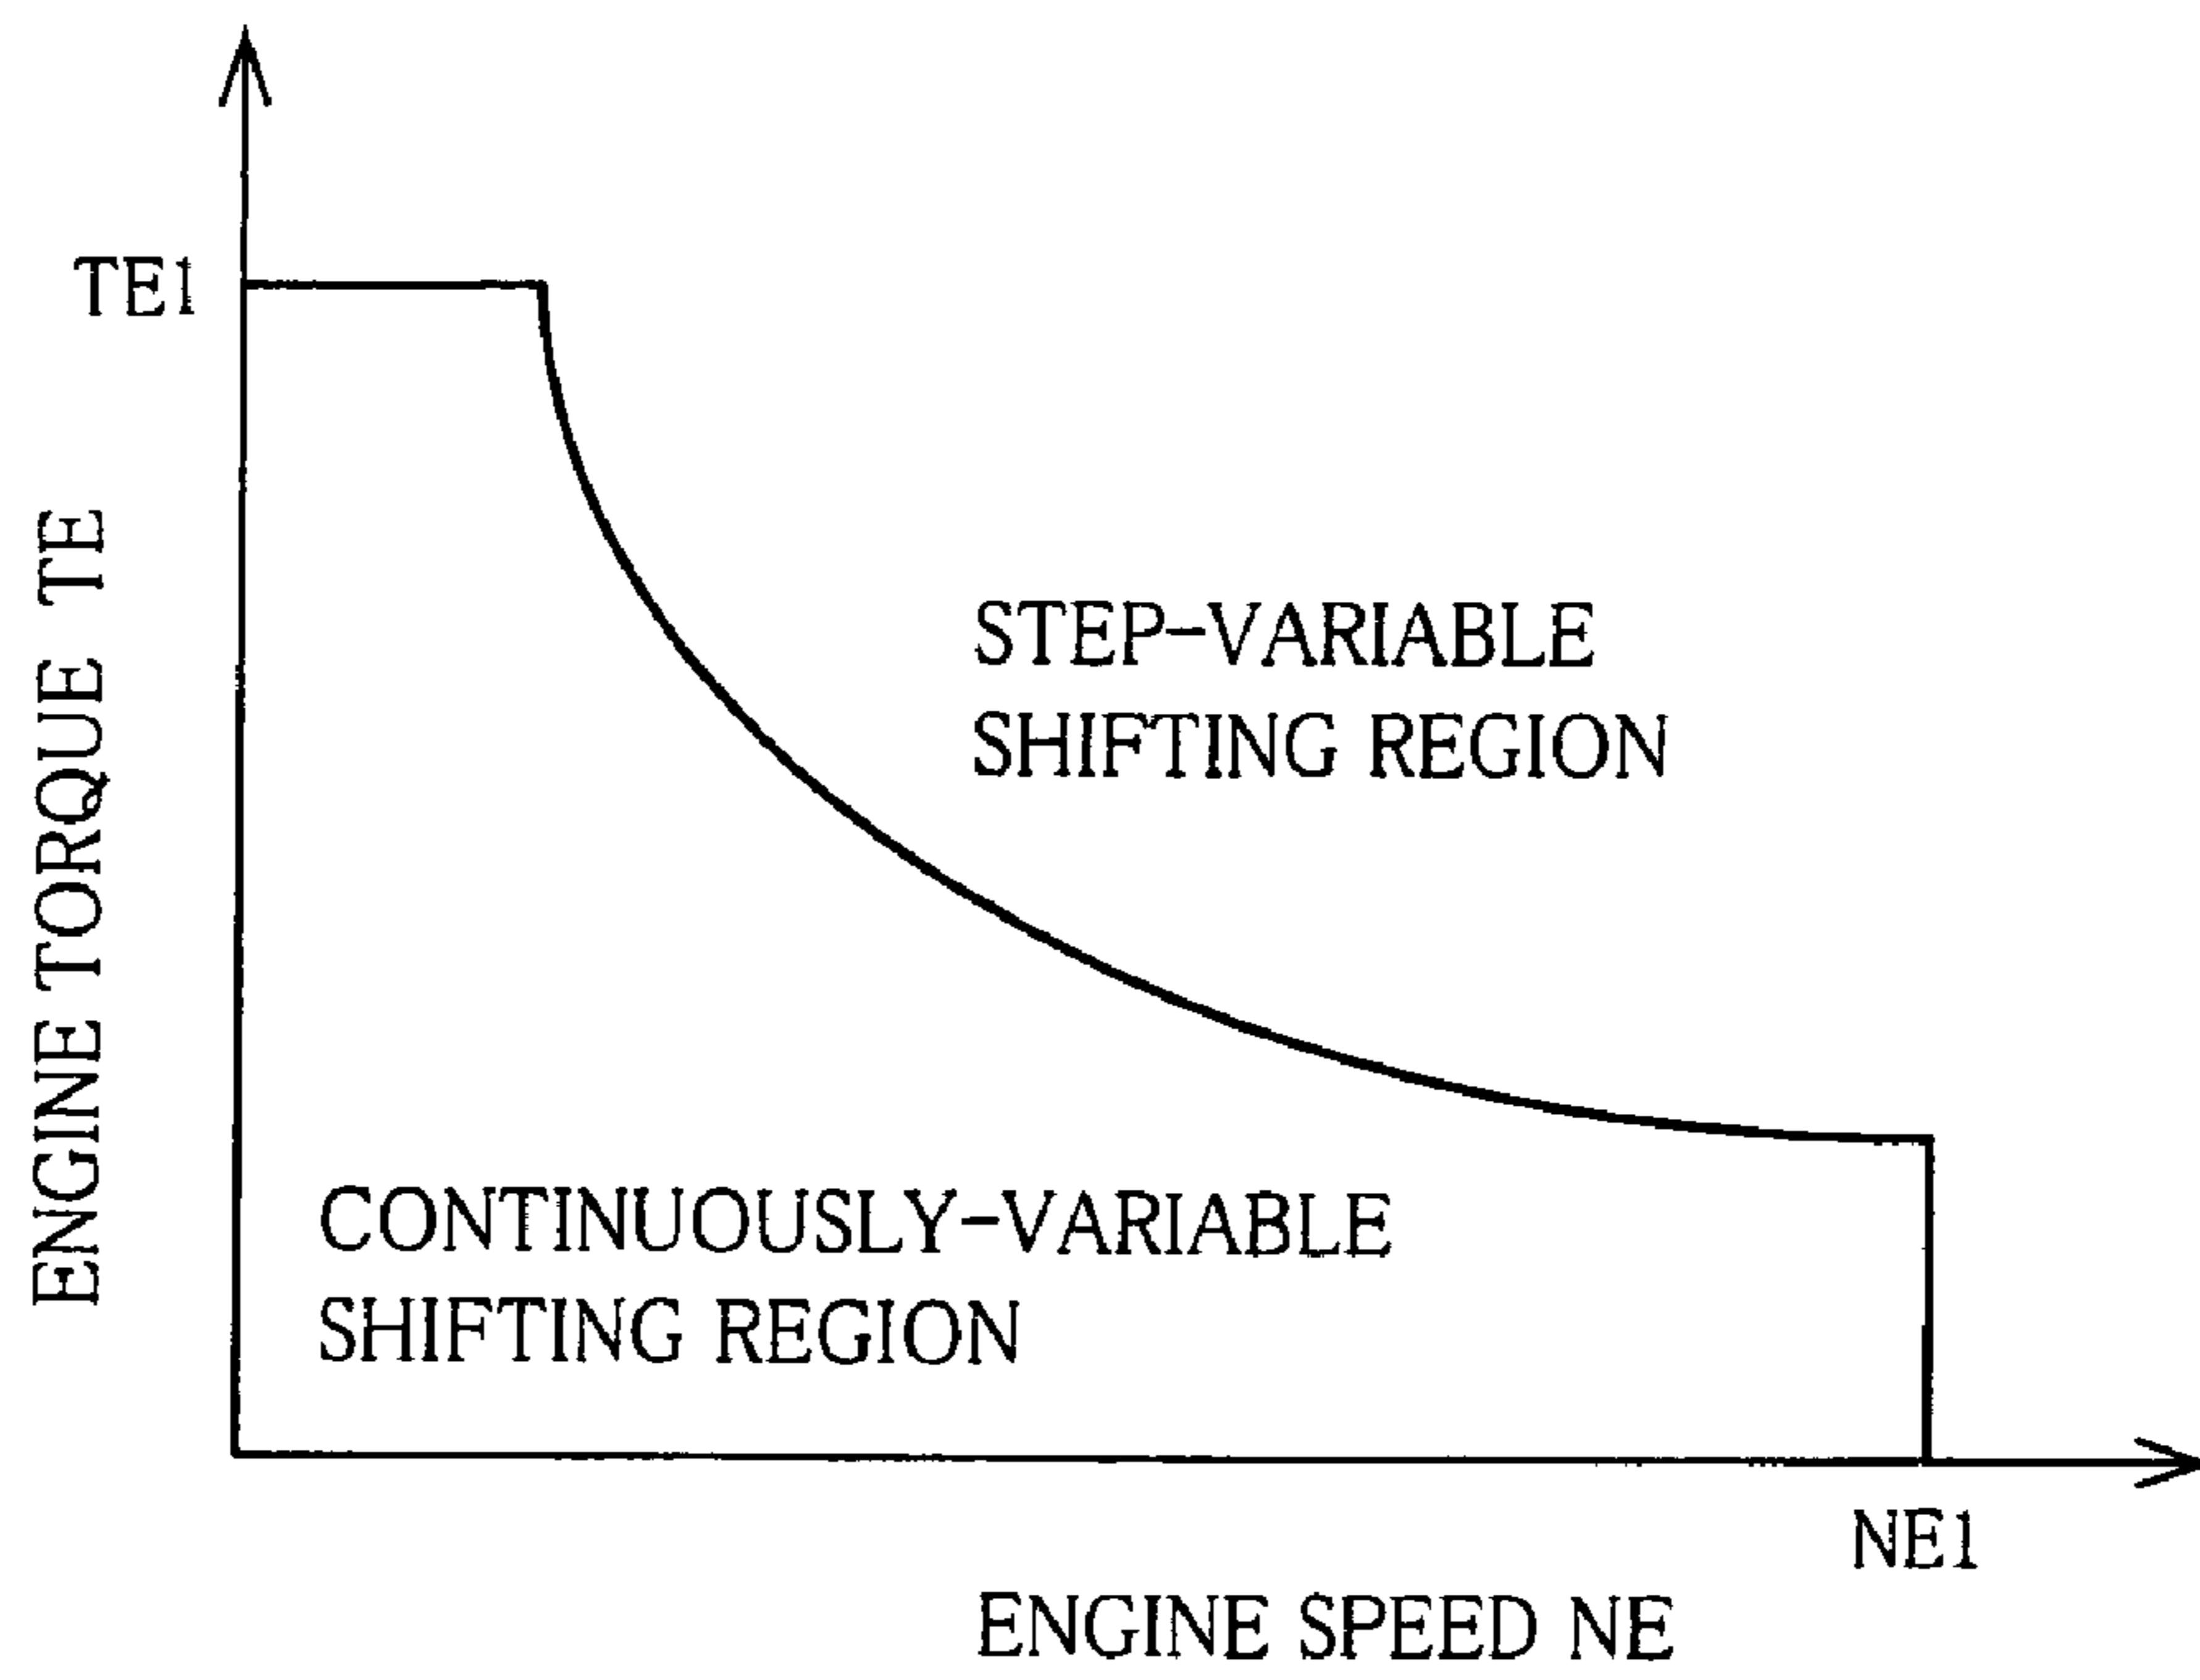 TE1
ENGINE TORQUE TE
STEP-VARIABLE
SHIFTING REGION
CONTINUOUSLY-VARIABLE
SHIFTING REGION
NE1
ENGINE SPEED NE